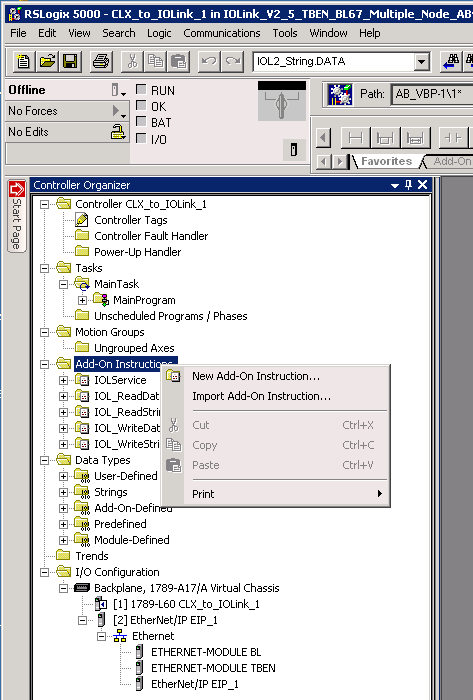 RSLogix 5000 - CLX_to_IOLink_1 in IOLink_V2_5_TBEN_BL67_Multiple_Node_AB
File Edit View Search Logic Communications Tools Window Help
IOL2_String.DATA
Offline
RUN
No Forces
OK
No Edits
BAT
I/O
Path: AB_VBP-1\1*
Favorites Add-On
Start Page
Controller Organizer
Controller CLX_to_IOLink_1
Controller Tags
Controller Fault Handler
Power-Up Handler
Tasks
MainTask
MainProgram
Unscheduled Programs / Phases
Motion Groups
Ungrouped Axes
Add-On Instructions
IOLService
IOL_ReadDat
IOL_ReadStri
IOL_WriteDat
IOL_WriteStri
New Add-On Instruction...
Import Add-On Instruction...
Cut Ctrl+X
Copy Ctrl+C
Paste Ctrl+V
Print
Data Types
User-Defined
Strings
Add-On-Defined
Predefined
Module-Defined
Trends
I/O Configuration
Backplane, 1789-A17/A Virtual Chassis
[1] 1789-L60 CLX_to_IOLink_1
[2] EtherNet/IP EIP_1
Ethernet
ETHERNET-MODULE BL
ETHERNET-MODULE TBEN
EtherNet/IP EIP_1